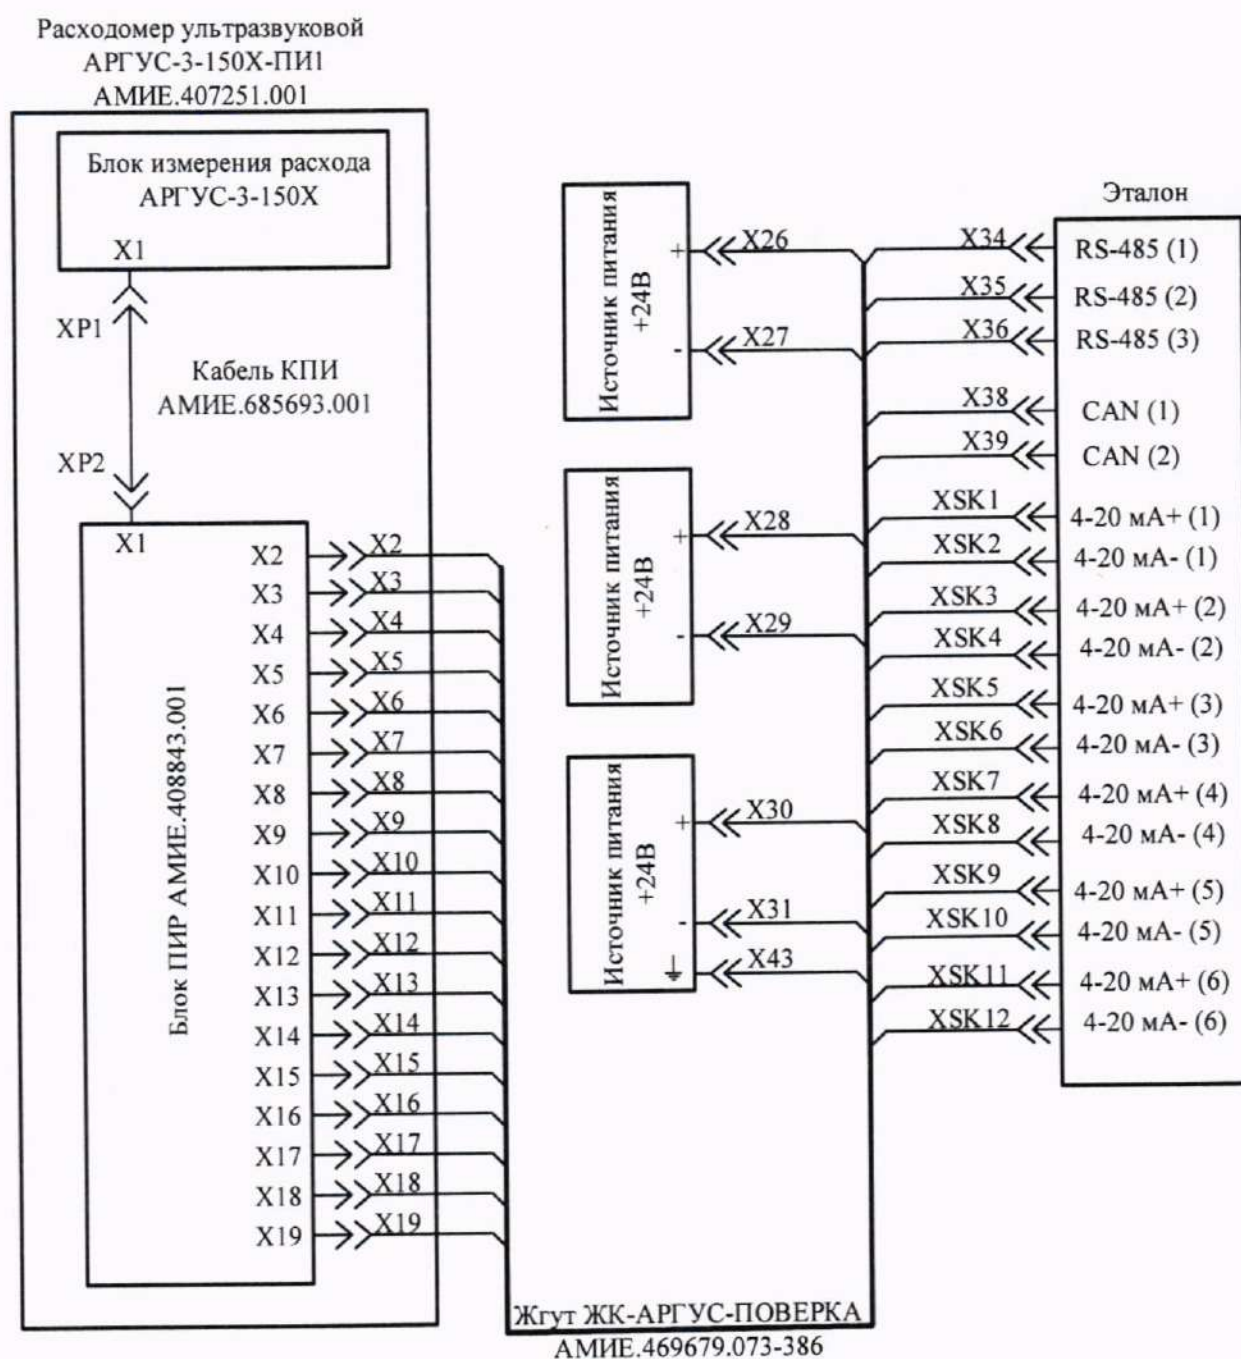 Расходомер ультразвуковой
АРГУС-3-150Х-ПИ1
АМИЕ.407251.001
Блок измерения расхода
АРГУС-3-150Х
X1
XP1
Кабель КПИ
АМИЕ.685693.001
XP2
X1
Блок ПИР АМИЕ.408843.001
X2 X2
X3 X3
X4 X4
X5 X5
X6 X6
X7 X7
X8 X8
X9 X9
X10 X10
X11 X11
X12 X12
X13 X13
X14 X14
X15 X15
X16 X16
X17 X17
X18 X18
X19 X19
Источник питания
+24В
+ X26
- X27
Источник питания
+24В
+ X28
- X29
Источник питания
+24В
+ X30
- X31
X43
Эталон
X34 RS-485 (1)
X35 RS-485 (2)
X36 RS-485 (3)
X38 CAN (1)
X39 CAN (2)
XSK1 4-20 мА+ (1)
XSK2 4-20 мА- (1)
XSK3 4-20 мА+ (2)
XSK4 4-20 мА- (2)
XSK5 4-20 мА+ (3)
XSK6 4-20 мА- (3)
XSK7 4-20 мА+ (4)
XSK8 4-20 мА- (4)
XSK9 4-20 мА+ (5)
XSK10 4-20 мА- (5)
XSK11 4-20 мА+ (6)
XSK12 4-20 мА- (6)
Жгут ЖК-АРГУС-ПОВЕРКА
АМИЕ.469679.073-386